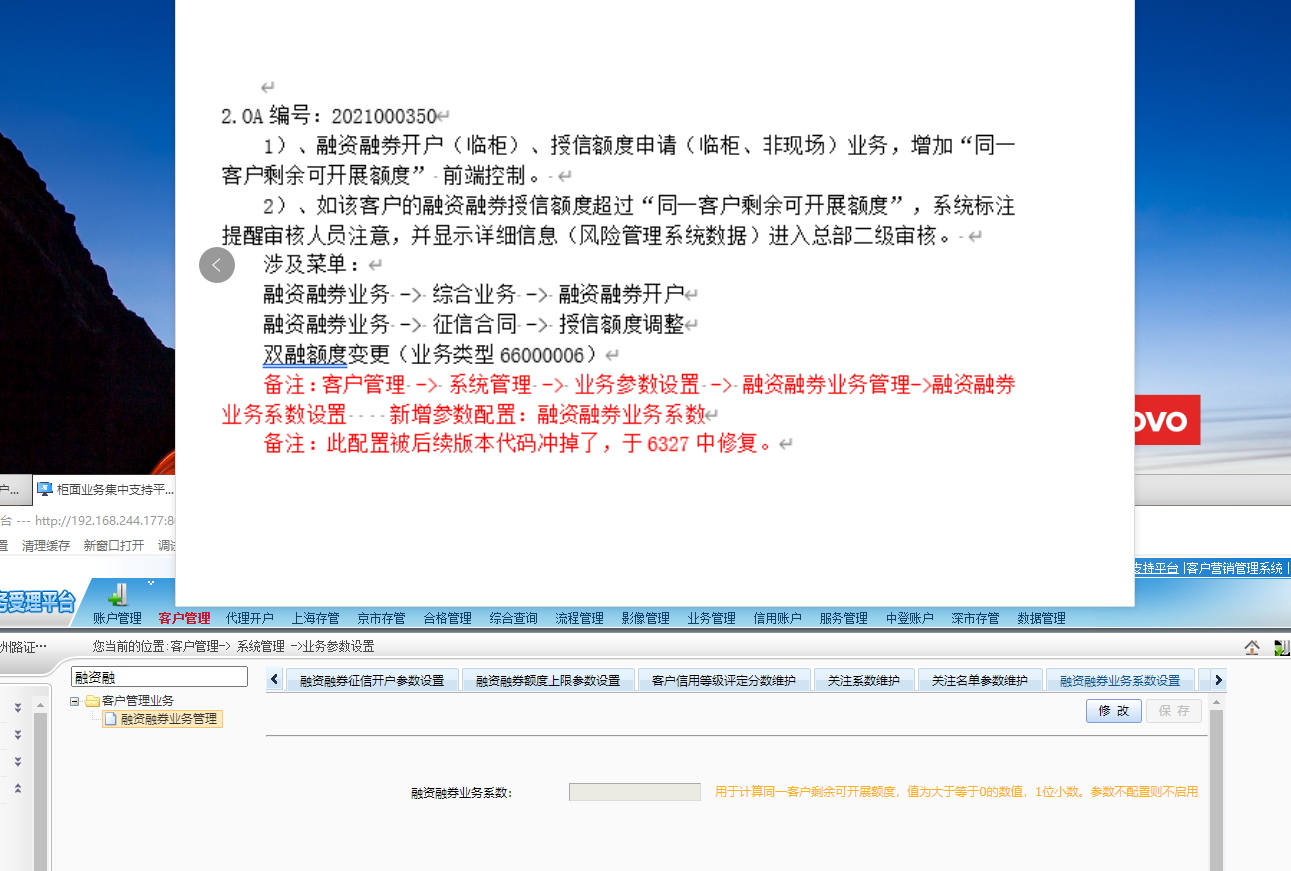 2.OA 编号：2021000350
1）、融资融券开户（临柜）、授信额度申请（临柜、非现场）业务，增加“同一
客户剩余可开展额度” 前端控制。
2）、如该客户的融资融券授信额度超过“同一客户剩余可开展额度”，系统标注
提醒审核人员注意，并显示详细信息（风险管理系统数据）进入总部二级审核。
涉及菜单：
融资融券业务 -> 综合业务 -> 融资融券开户
融资融券业务 -> 征信合同 -> 授信额度调整
双融额度变更（业务类型 66000006）
备注：客户管理 -> 系统管理 -> 业务参数设置 -> 融资融券业务管理->融资融券
业务系数设置    新增参数配置：融资融券业务系数
备注：此配置被后续版本代码冲掉了，于 6327 中修复。
ovo
户... 柜面业务集中支持平...
台 --- http://192.168.244.177:8
置 清理缓存 新窗口打开 调试
支持平台 |客户营销管理系统 |
务受理平台
账户管理 客户管理 代理开户 上海存管 京市存管 合格管理 综合查询 流程管理 影像管理 业务管理 信用账户 服务管理 中登账户 深市存管 数据管理
州路证… 您当前的位置:客户管理-> 系统管理 ->业务参数设置
融资融 融资融券征信开户参数设置 融资融券额度上限参数设置 客户信用等级评定分数维护 关注系数维护 关注名单参数维护 融资融券业务系数设置
客户管理业务
融资融券业务管理
修 改 保 存
融资融券业务系数: 用于计算同一客户剩余可开展额度，值为大于等于0的数值，1位小数。参数不配置则不启用